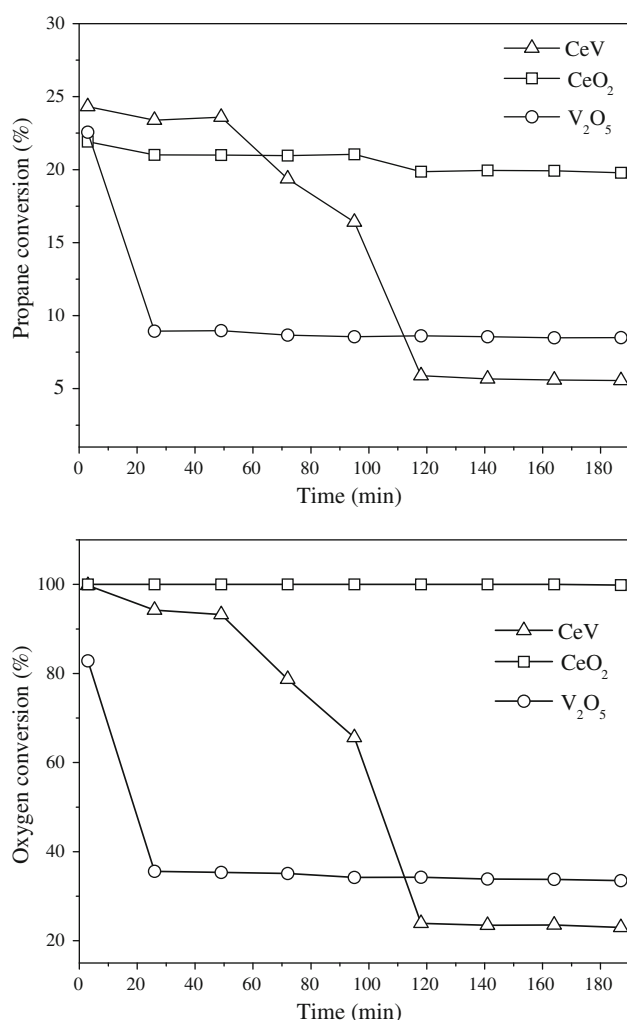 30
25
20
15
10
5
Propane conversion (%)
CeV
CeO₂
V₂O₅
0 20 40 60 80 100 120 140 160 180
Time (min)
100
80
60
40
20
Oxygen conversion (%)
CeV
CeO₂
V₂O₅
0 20 40 60 80 100 120 140 160 180
Time (min)